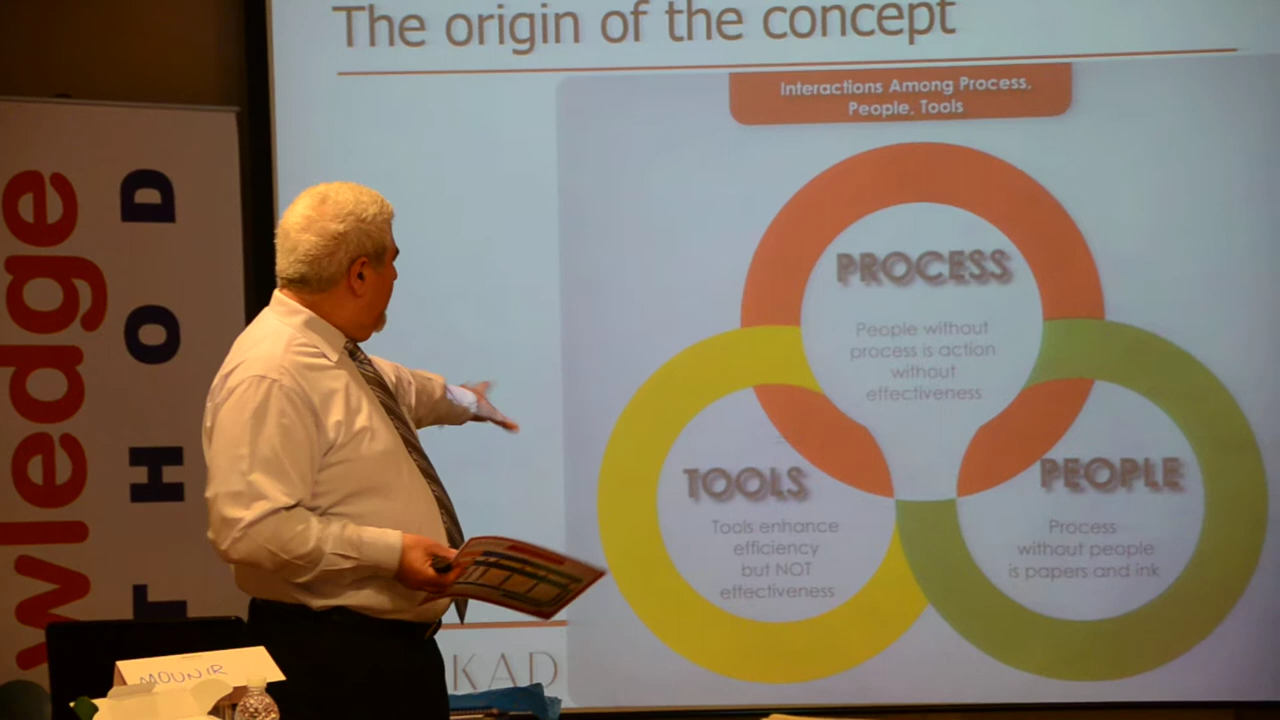 The origin of the concept
Interactions Among Process,
People, Tools
PROCESS
People without
process is action
without
effectiveness
TOOLS
Tools enhance
efficiency
but NOT
effectiveness
PEOPLE
Process
without people
is papers and ink
wledge
THOD
KAD
MOUNIR